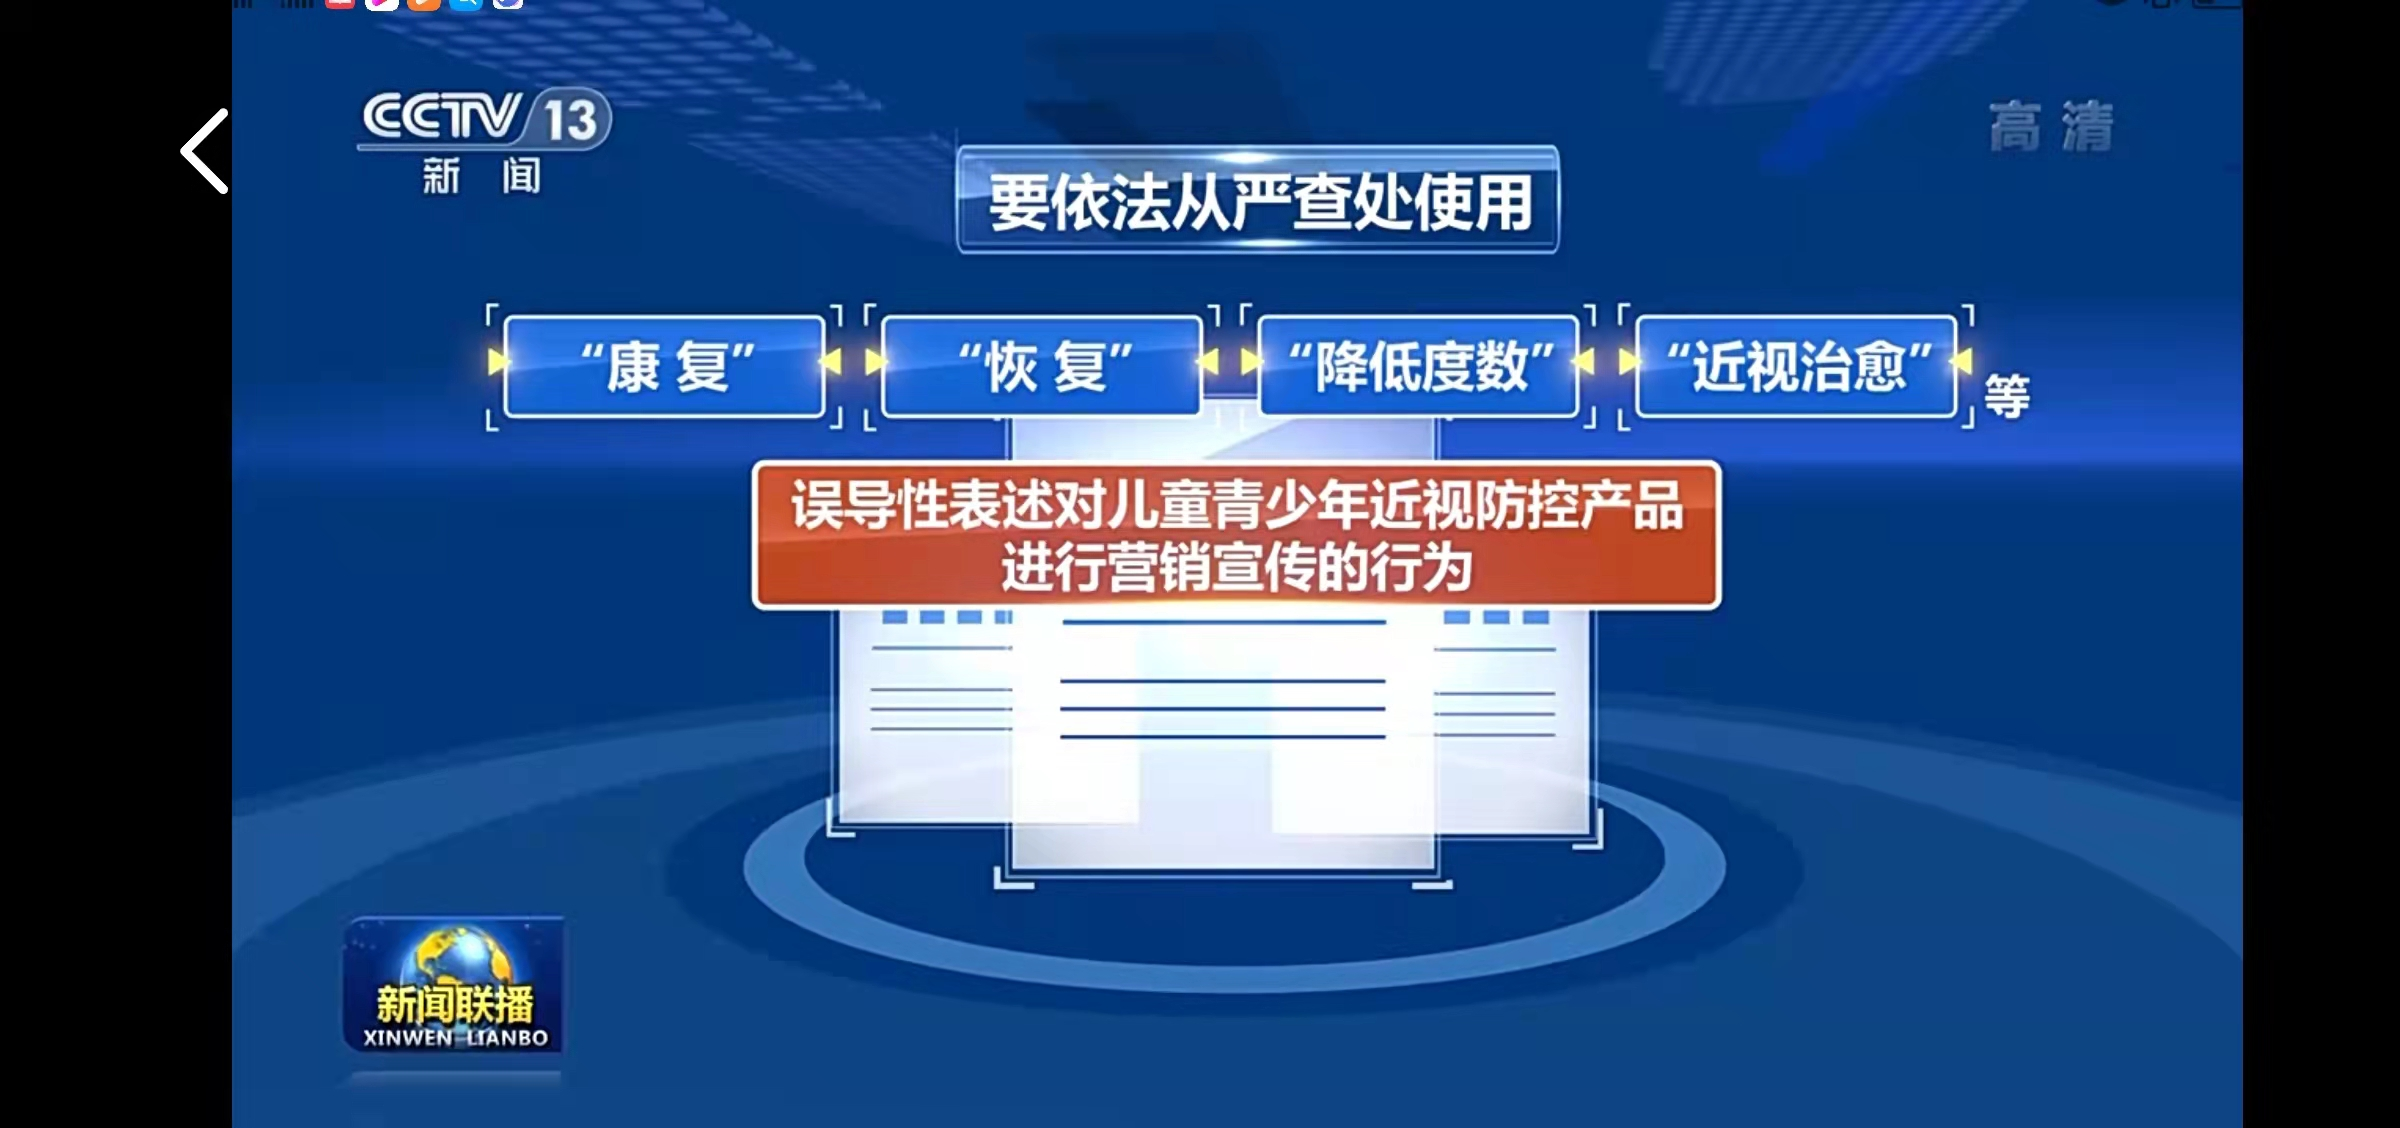 CCTV 13
新闻
高清
要依法从严查处使用
“康复” “恢复” “降低度数” “近视治愈” 等
误导性表述对儿童青少年近视防控产品
进行营销宣传的行为
新闻联播
XINWEN LIANBO